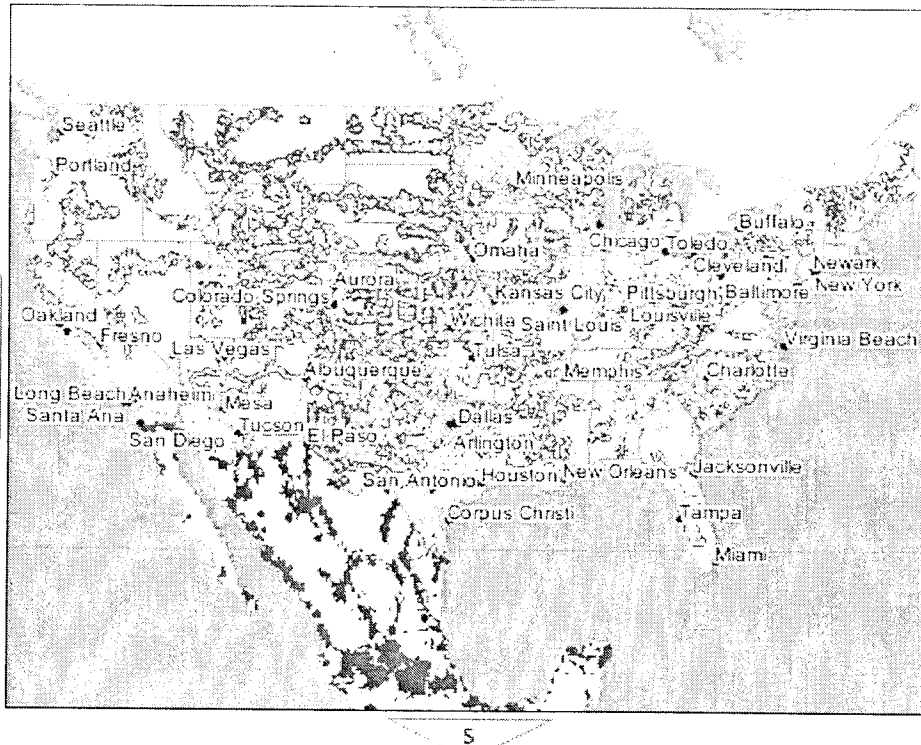 Seattle
Portland
Minneapolis
Buffalo
Omaha
Chicago Toledo
Cleveland
Newark
Aurora
Colorado Springs
Kansas City
Pittsburgh
Baltimore
New York
Oakland
Fresno
Wichita
Saint Louis
Louisville
Las Vegas
Tulsa
Virginia Beach
Albuquerque
Memphis
Charlotte
Long Beach
Anaheim
Santa Ana
Mesa
Dallas
San Diego
Tucson
El Paso
Arlington
San Antonio
Houston
New Orleans
Jacksonville
Corpus Christi
Tampa
Miami
S